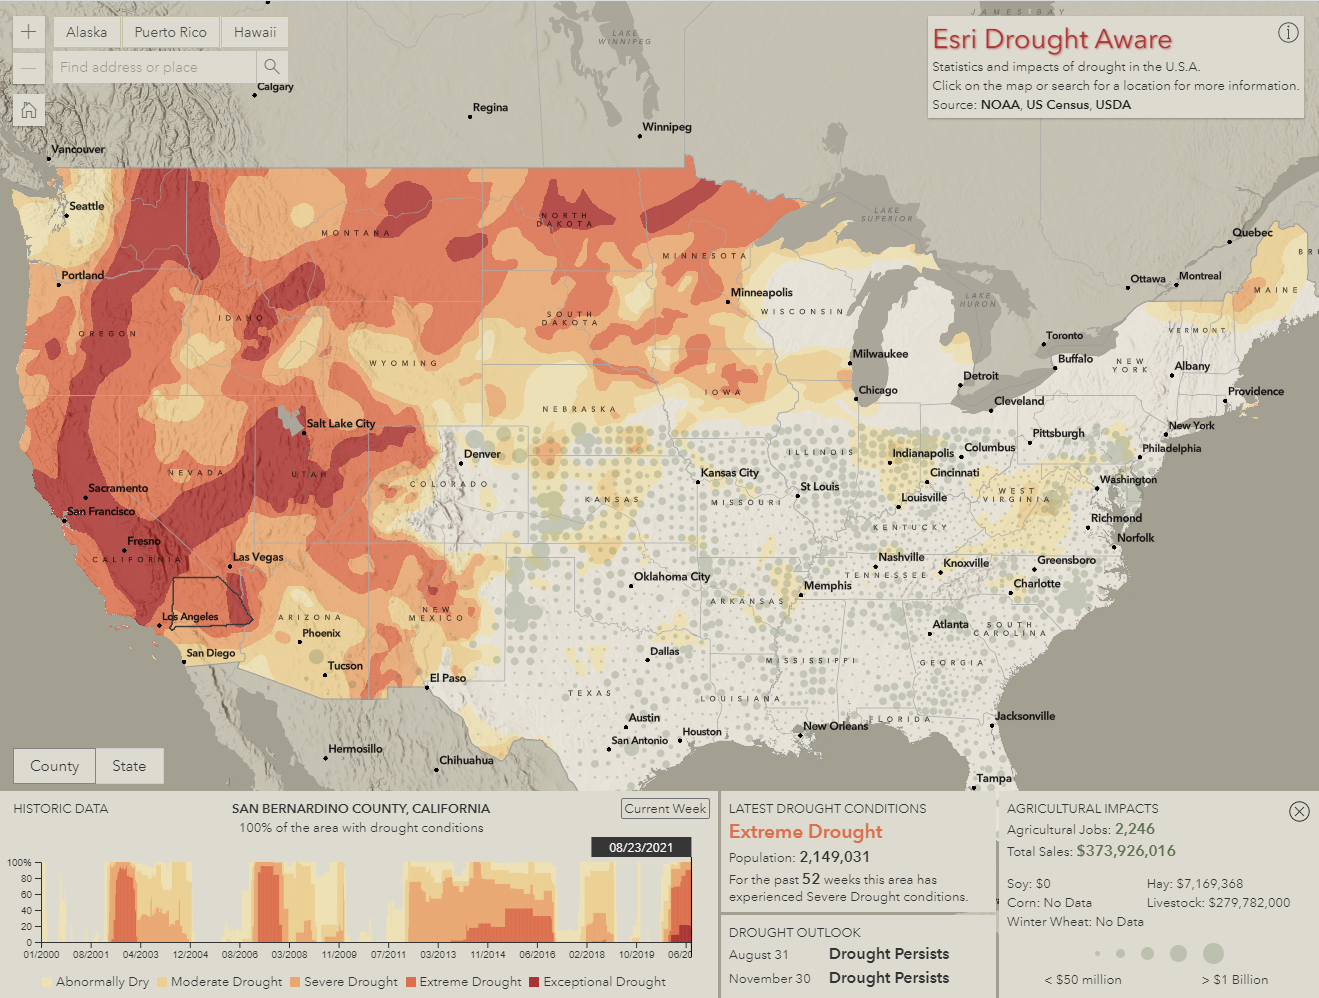 Alaska
Puerto Rico
Hawaii
Find address or place
JAMES BAY
Esri Drought Aware
Statistics and impacts of drought in the U.S.A.
Click on the map or search for a location for more information.
Source: NOAA, US Census, USDA
LAKE
WINNIPEG
Calgary
Regina
Winnipeg
Vancouver
Seattle
NORTH
DAKOTA
MONTANA
LAKE
SUPERIOR
Quebec
BR
MINNESOTA
Portland
Ottawa
Montreal
MAINE
Minneapolis
LAKE
HURON
WISCONSIN
IDAHO
SOUTH
DAKOTA
OREGON
VERMONT
Toronto
WYOMING
Milwaukee
Buffalo
NEW
YORK
Albany
Detroit
Chicago
IOWA
Cleveland
Providence
NEBRASKA
Salt Lake City
New York
Pittsburgh
Philadelphia
Denver
ILLINOIS
Indianapolis
Columbus
NEVADA
UTAH
COLORADO
Kansas City
Cincinnati
Washington
Sacramento
St Louis
KANSAS
MISSOURI
Louisville
WEST
VIRGINIA
San Francisco
Richmond
KENTUCKY
Fresno
Norfolk
CALIFORNIA
Las Vegas
Nashville
Knoxville
Greensboro
TENNESSEE
Oklahoma City
Memphis
Charlotte
ARKANSAS
Los Angeles
ARIZONA
NEW
MEXICO
Phoenix
Atlanta
SOUTH
CAROLINA
San Diego
Dallas
MISSISSIPPI
GEORGIA
Tucson
El Paso
TEXAS
LOUISIANA
Austin
Jacksonville
FLORIDA
New Orleans
San Antonio
Houston
Hermosillo
Chihuahua
Tampa
County
State
HISTORIC DATA
SAN BERNARDINO COUNTY, CALIFORNIA
Current Week
100% of the area with drought conditions
08/23/2021
100%
80
60
40
20
0
01/2000
08/2001
04/2003
12/2004
08/2006
03/2008
11/2009
07/2011
03/2013
11/2014
06/2016
02/2018
10/2019
06/20
Abnormally Dry
Moderate Drought
Severe Drought
Extreme Drought
Exceptional Drought
LATEST DROUGHT CONDITIONS
Extreme Drought
Population: 2,149,031
For the past 52 weeks this area has
experienced Severe Drought conditions.
DROUGHT OUTLOOK
August 31 Drought Persists
November 30 Drought Persists
AGRICULTURAL IMPACTS
Agricultural Jobs: 2,246
Total Sales: $373,926,016
Soy: $0
Hay: $7,169,368
Corn: No Data
Livestock: $279,782,000
Winter Wheat: No Data
< $50 million
> $1 Billion